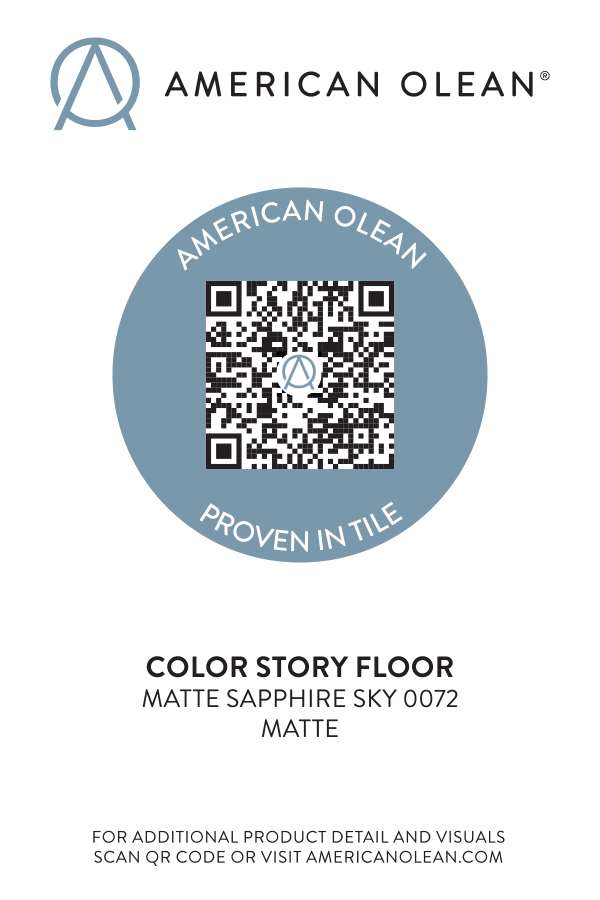 AMERICAN OLEAN®
AMERICAN OLEAN
PROVEN IN TILE
COLOR STORY FLOOR
MATTE SAPPHIRE SKY 0072
MATTE
FOR ADDITIONAL PRODUCT DETAIL AND VISUALS
SCAN QR CODE OR VISIT AMERICANOLEAN.COM